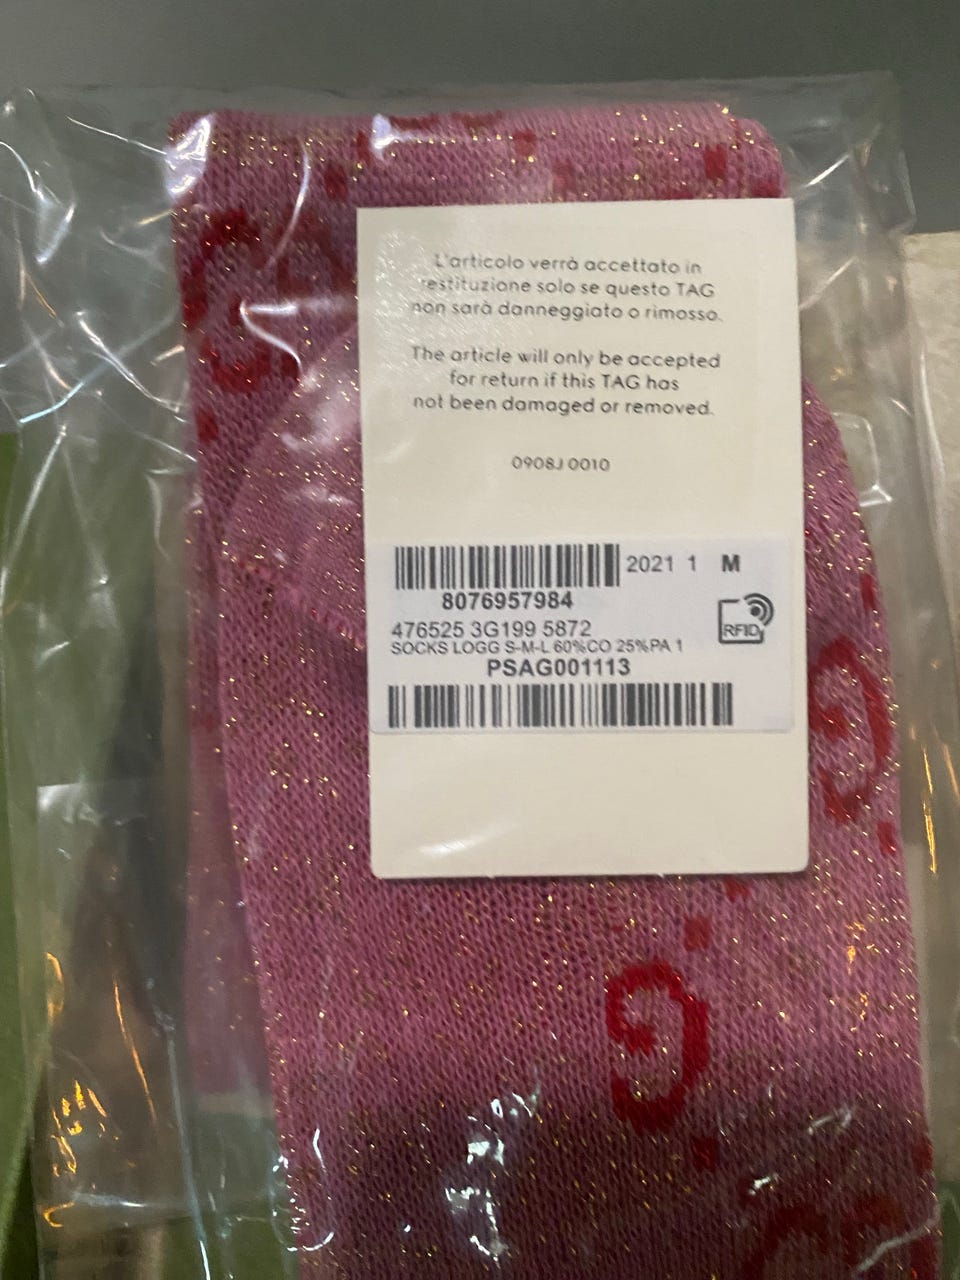 L'articolo verrà accettato in
restituzione solo se questo TAG
non sarà danneggiato o rimosso.
The article will only be accepted
for return if this TAG has
not been damaged or removed.
0908J 0010
2021 1 M
8076957984
476525 3G199 5872
SOCKS LOGG S-M-L 60%CO 25%PA 1
PSAG001113
RFID